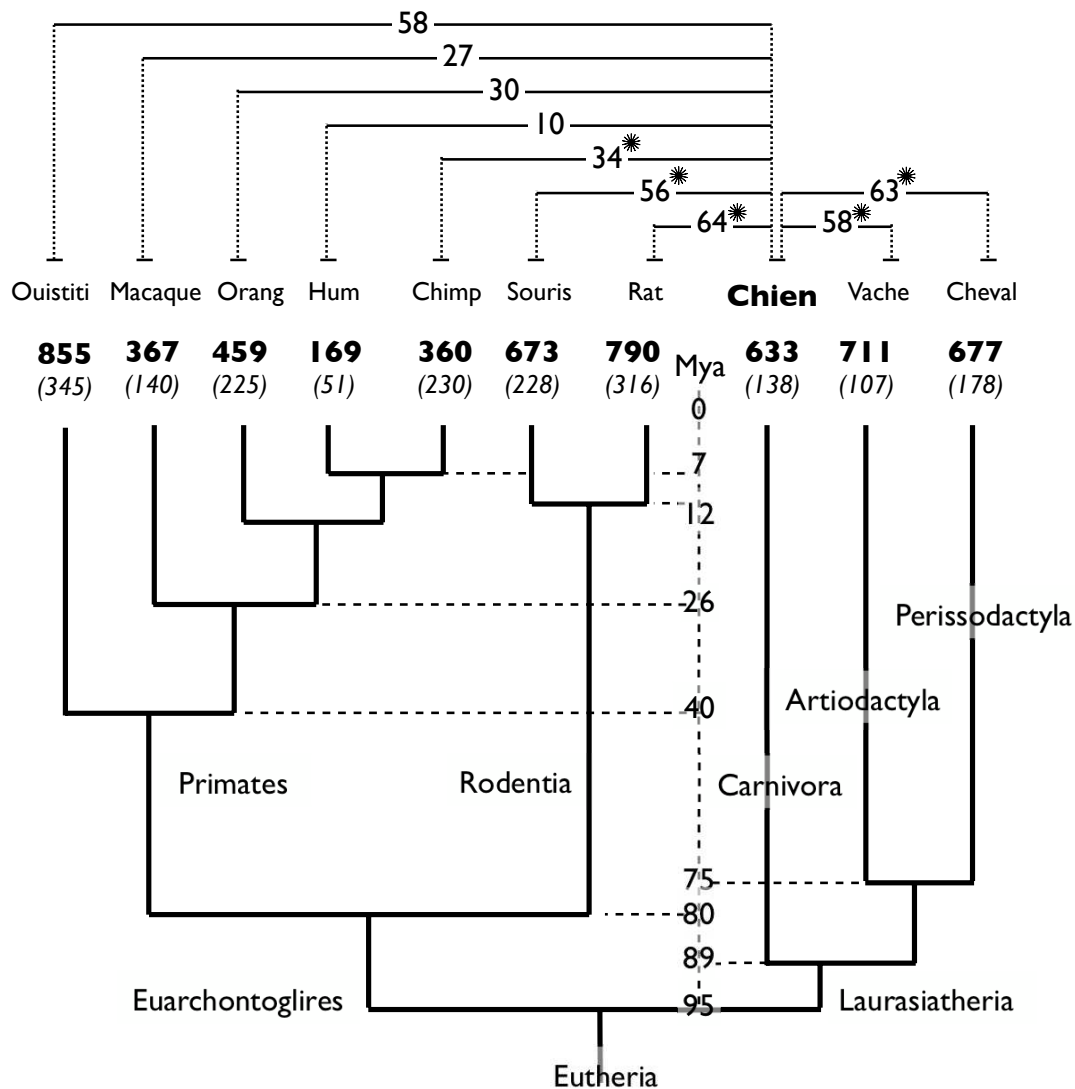 58
27
30
10
34*
56* 63*
64* 58*
Ouistiti Macaque Orang Hum Chimp Souris Rat Chien Vache Cheval
855 367 459 169 360 673 790 Mya 633 711 677
(345) (140) (225) (51) (230) (228) (316) (138) (107) (178)
0
7
12
26
Perissodactyla
Artiodactyla
40
Primates Rodentia Carnivora
75
80
89
Euarchontoglires 95 Laurasiatheria
Eutheria